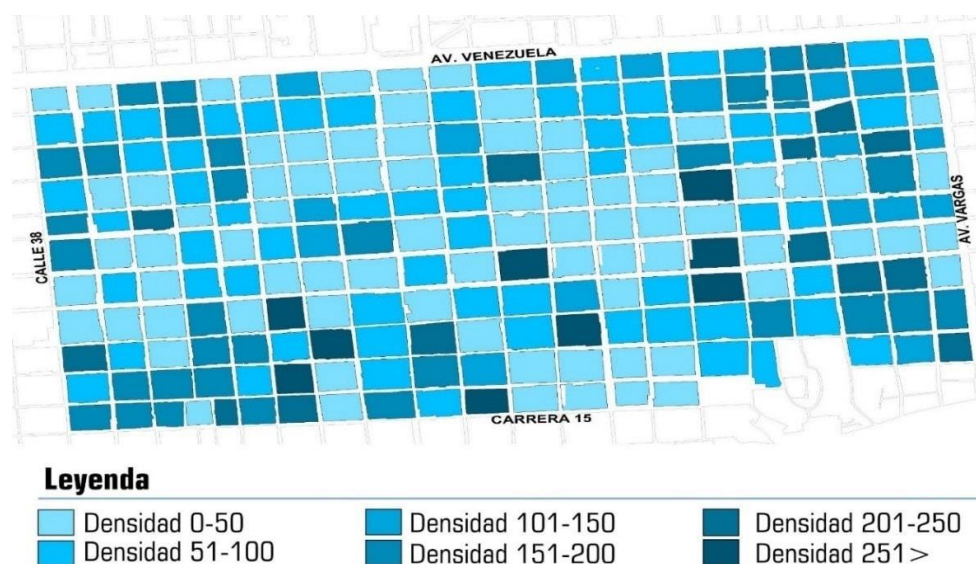 AV. VENEZUELA
CALLE 38
AV. VARGAS
CARRERA 15
Leyenda
Densidad 0-50
Densidad 101-150
Densidad 201-250
Densidad 51-100
Densidad 151-200
Densidad 251>